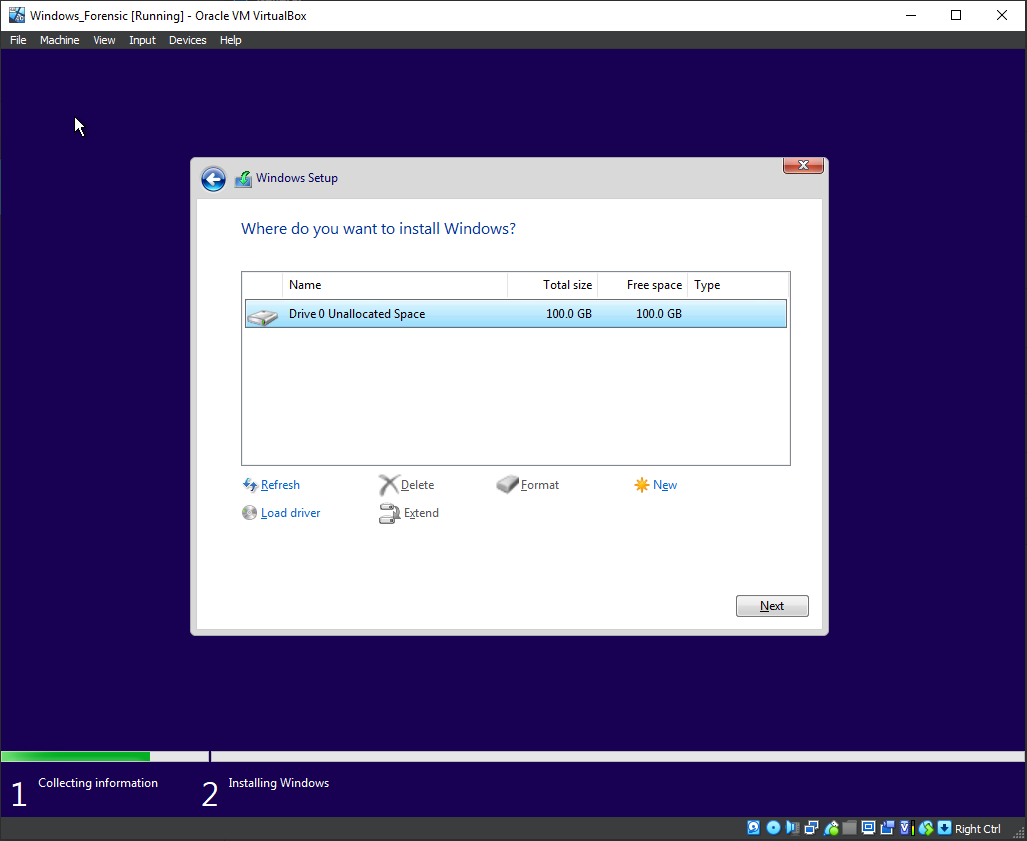 Windows_Forensic [Running] - Oracle VM VirtualBox
File Machine View Input Devices Help
Windows Setup
Where do you want to install Windows?
Name Total size Free space Type
Drive 0 Unallocated Space 100.0 GB 100.0 GB
Refresh Delete Format New
Load driver Extend
Next
1 Collecting information 2 Installing Windows
Right Ctrl